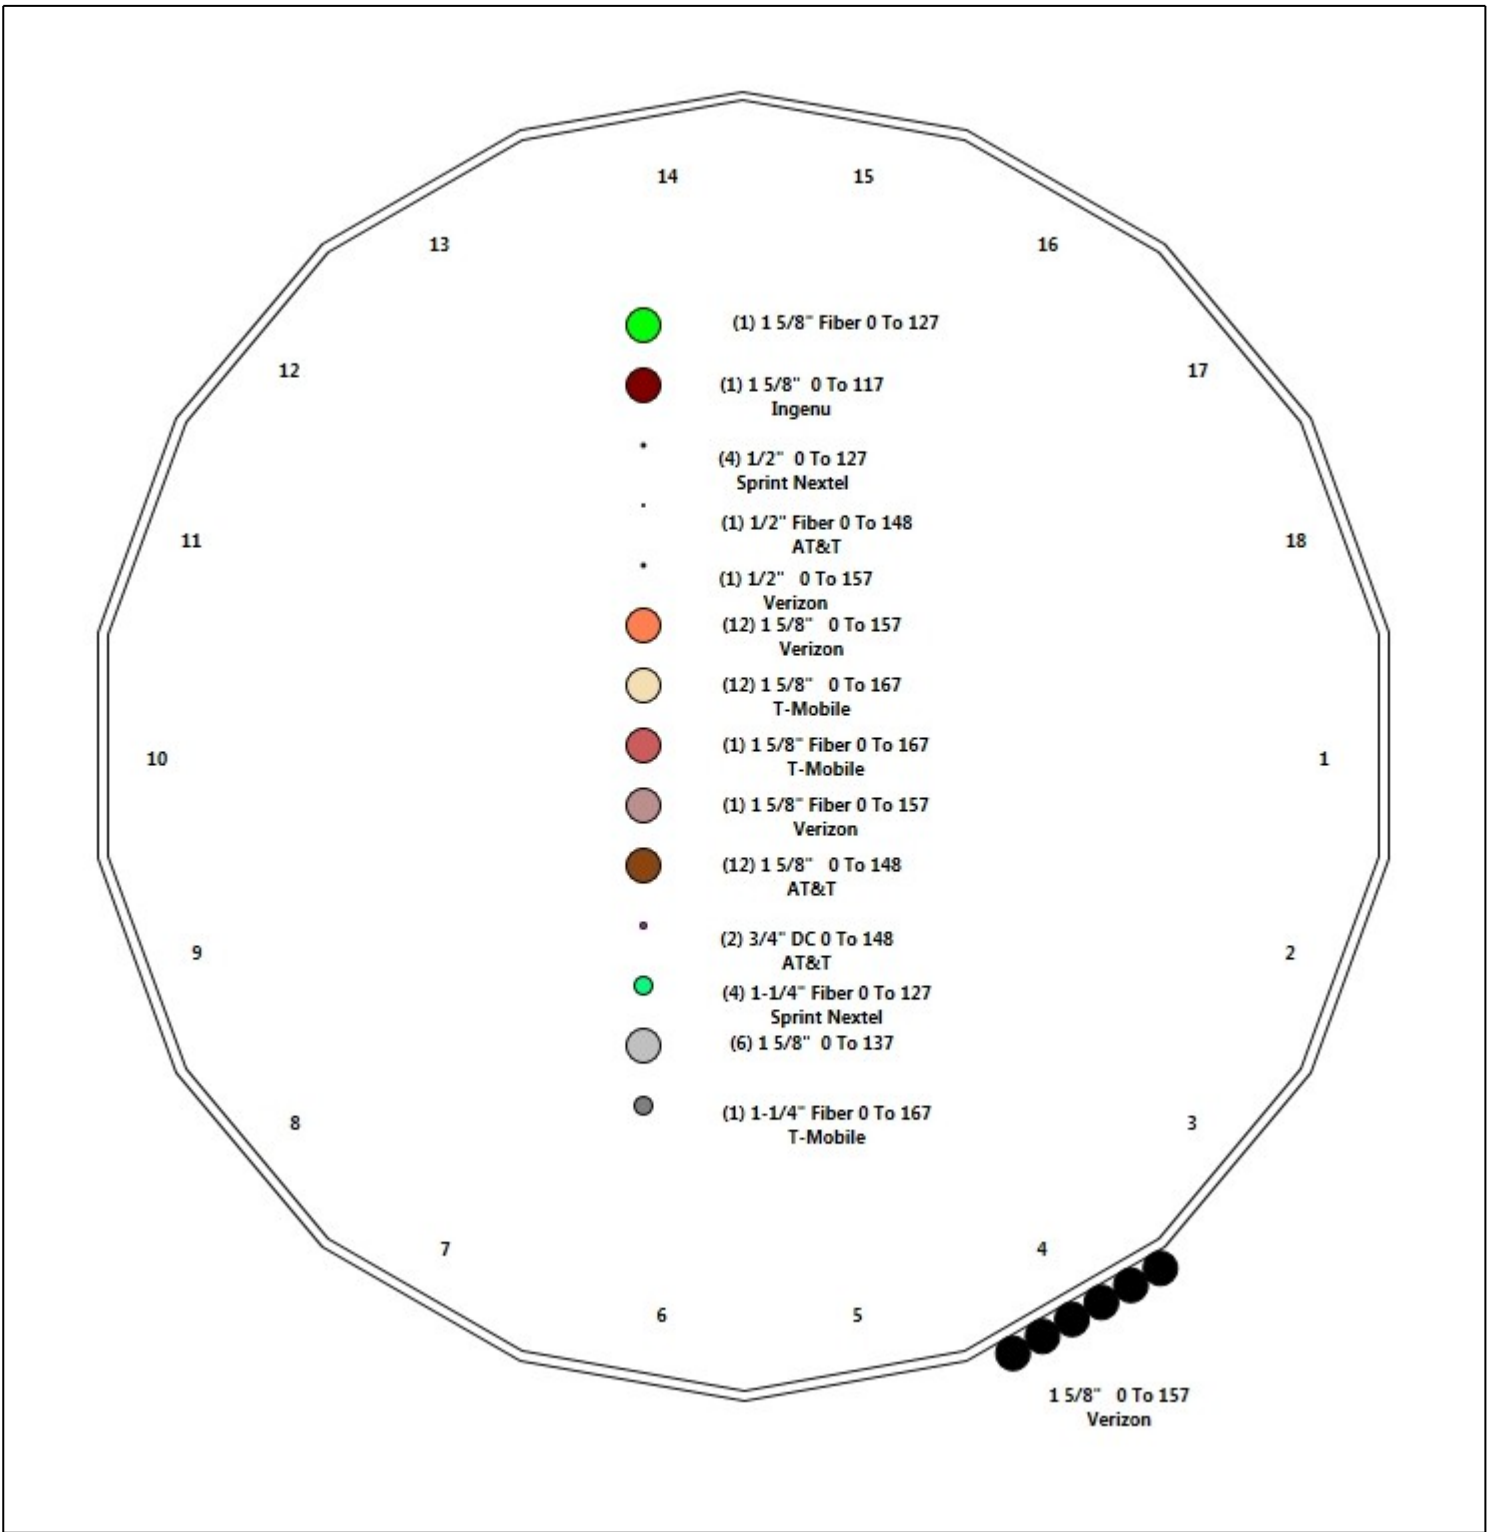 14
15
13
16
(1) 1 5/8" Fiber 0 To 127
12
17
(1) 1 5/8"  0 To 117
Ingenu
(4) 1/2"  0 To 127
Sprint Nextel
(1) 1/2" Fiber 0 To 148
AT&T
11
18
(1) 1/2"   0 To 157
Verizon
(12) 1 5/8"   0 To 157
Verizon
(12) 1 5/8"   0 To 167
T-Mobile
(1) 1 5/8" Fiber 0 To 167
T-Mobile
10
1
(1) 1 5/8" Fiber 0 To 157
Verizon
(12) 1 5/8"   0 To 148
AT&T
(2) 3/4" DC 0 To 148
AT&T
9
2
(4) 1-1/4" Fiber 0 To 127
Sprint Nextel
(6) 1 5/8"  0 To 137
(1) 1-1/4" Fiber 0 To 167
T-Mobile
8
3
7
4
6
5
1 5/8"   0 To 157
Verizon